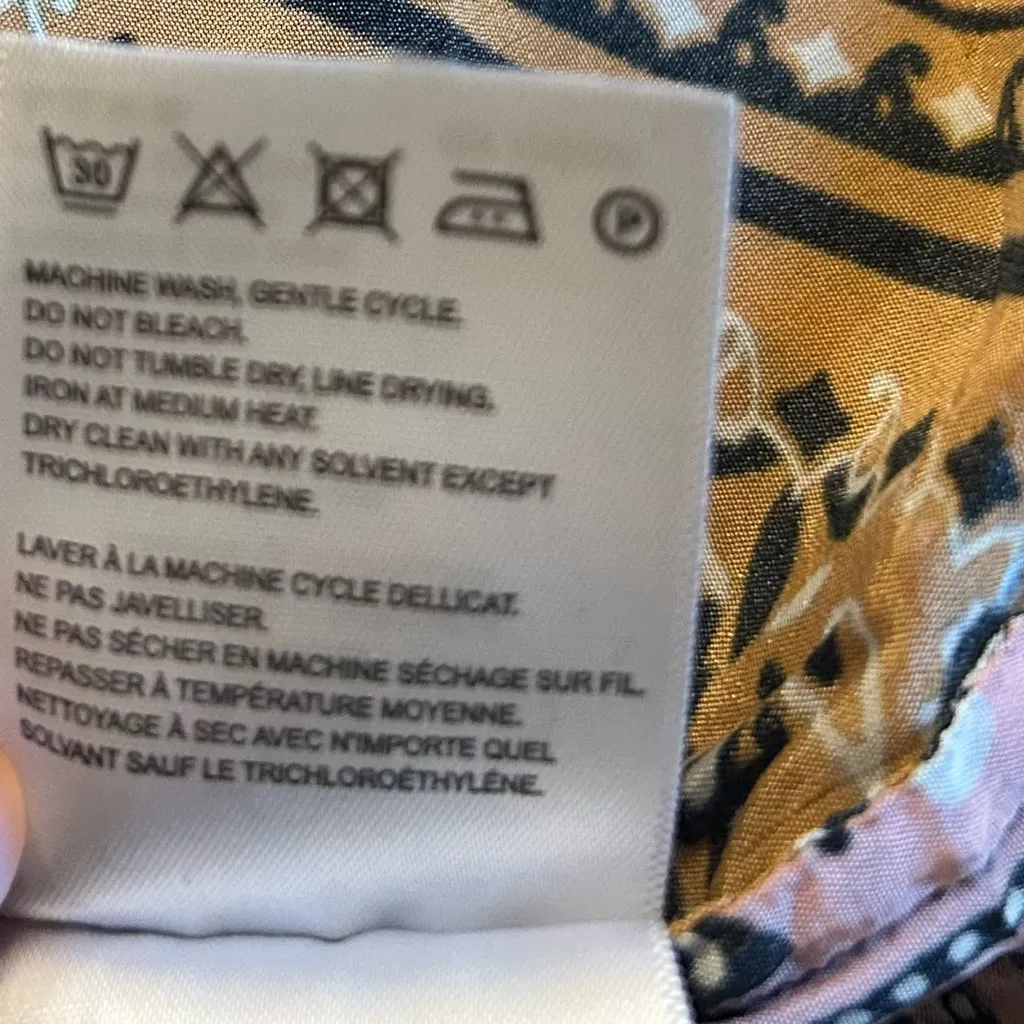 30
P
MACHINE WASH, GENTLE CYCLE.
DO NOT BLEACH.
DO NOT TUMBLE DRY, LINE DRYING.
IRON AT MEDIUM HEAT.
DRY CLEAN WITH ANY SOLVENT EXCEPT
TRICHLOROETHYLENE.
LAVER À LA MACHINE CYCLE DELLICAT.
NE PAS JAVELLISER.
NE PAS SÉCHER EN MACHINE SÉCHAGE SUR FIL.
REPASSER À TEMPÉRATURE MOYENNE.
NETTOYAGE À SEC AVEC N'IMPORTE QUEL
SOLVANT SAUF LE TRICHLOROÉTHYLÉNE.